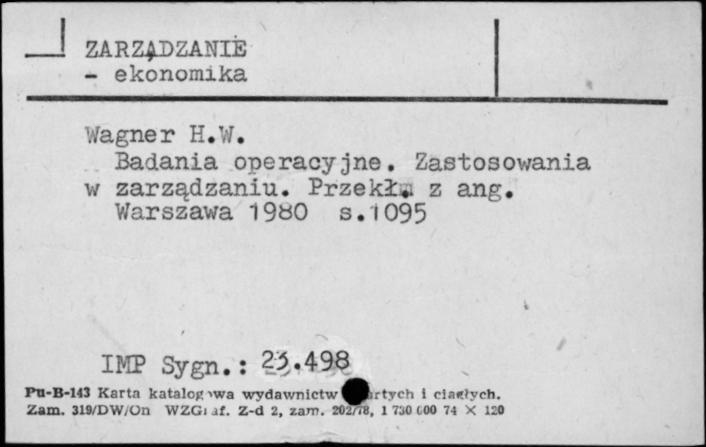 ZARZĄDZANIE
- ekonomika
Wagner H.W.
Badania operacyjne. Zastosowania
w zarządzaniu. Przekł. z ang.
Warszawa 1980 s.1095
IMP Sygn.: 23.498
Pu-B-143 Karta katalogowa wydawnictw i ciągłych.
Zam. 319/DW/On WZGraf. Z-d 2, zam. 202/78, 1 730 000 74 × 120